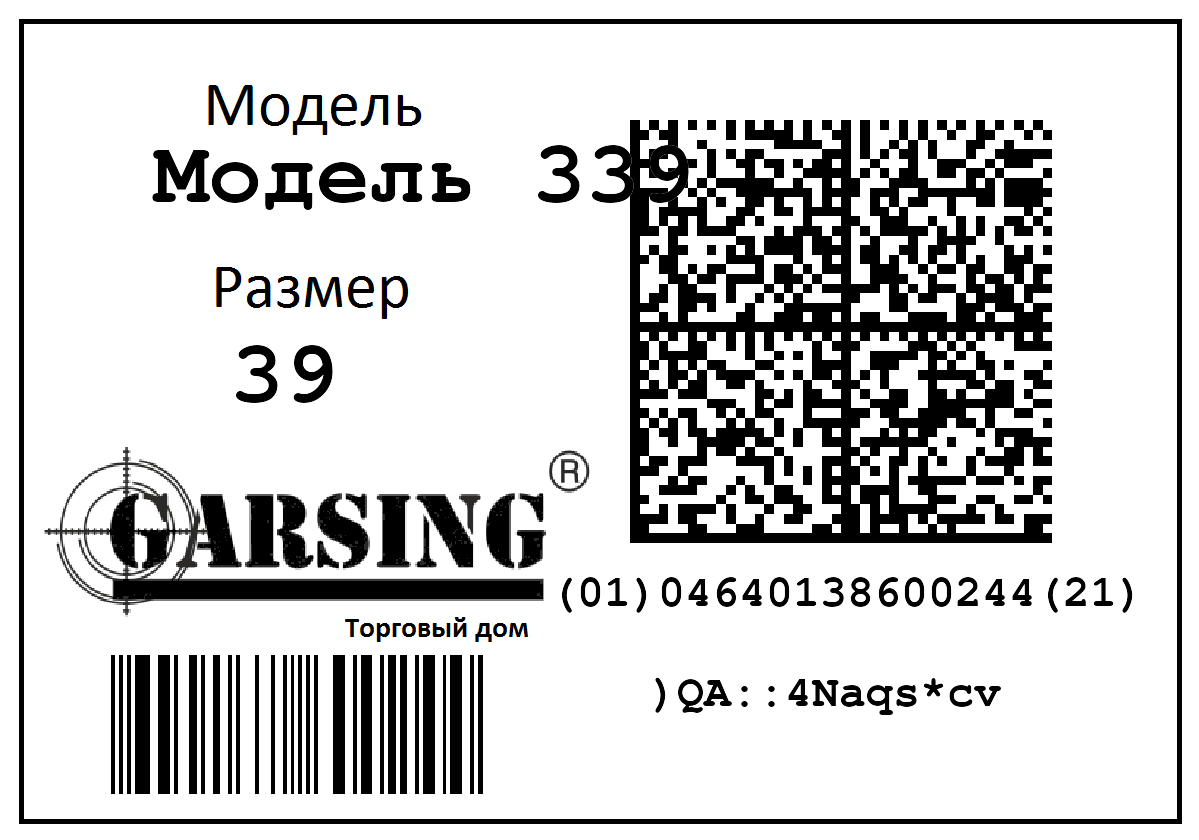 Модель
Модель 339
Размер
39
GARSING®
Торговый дом
(01)04640138600244(21)
)QA::4Naqs*cv